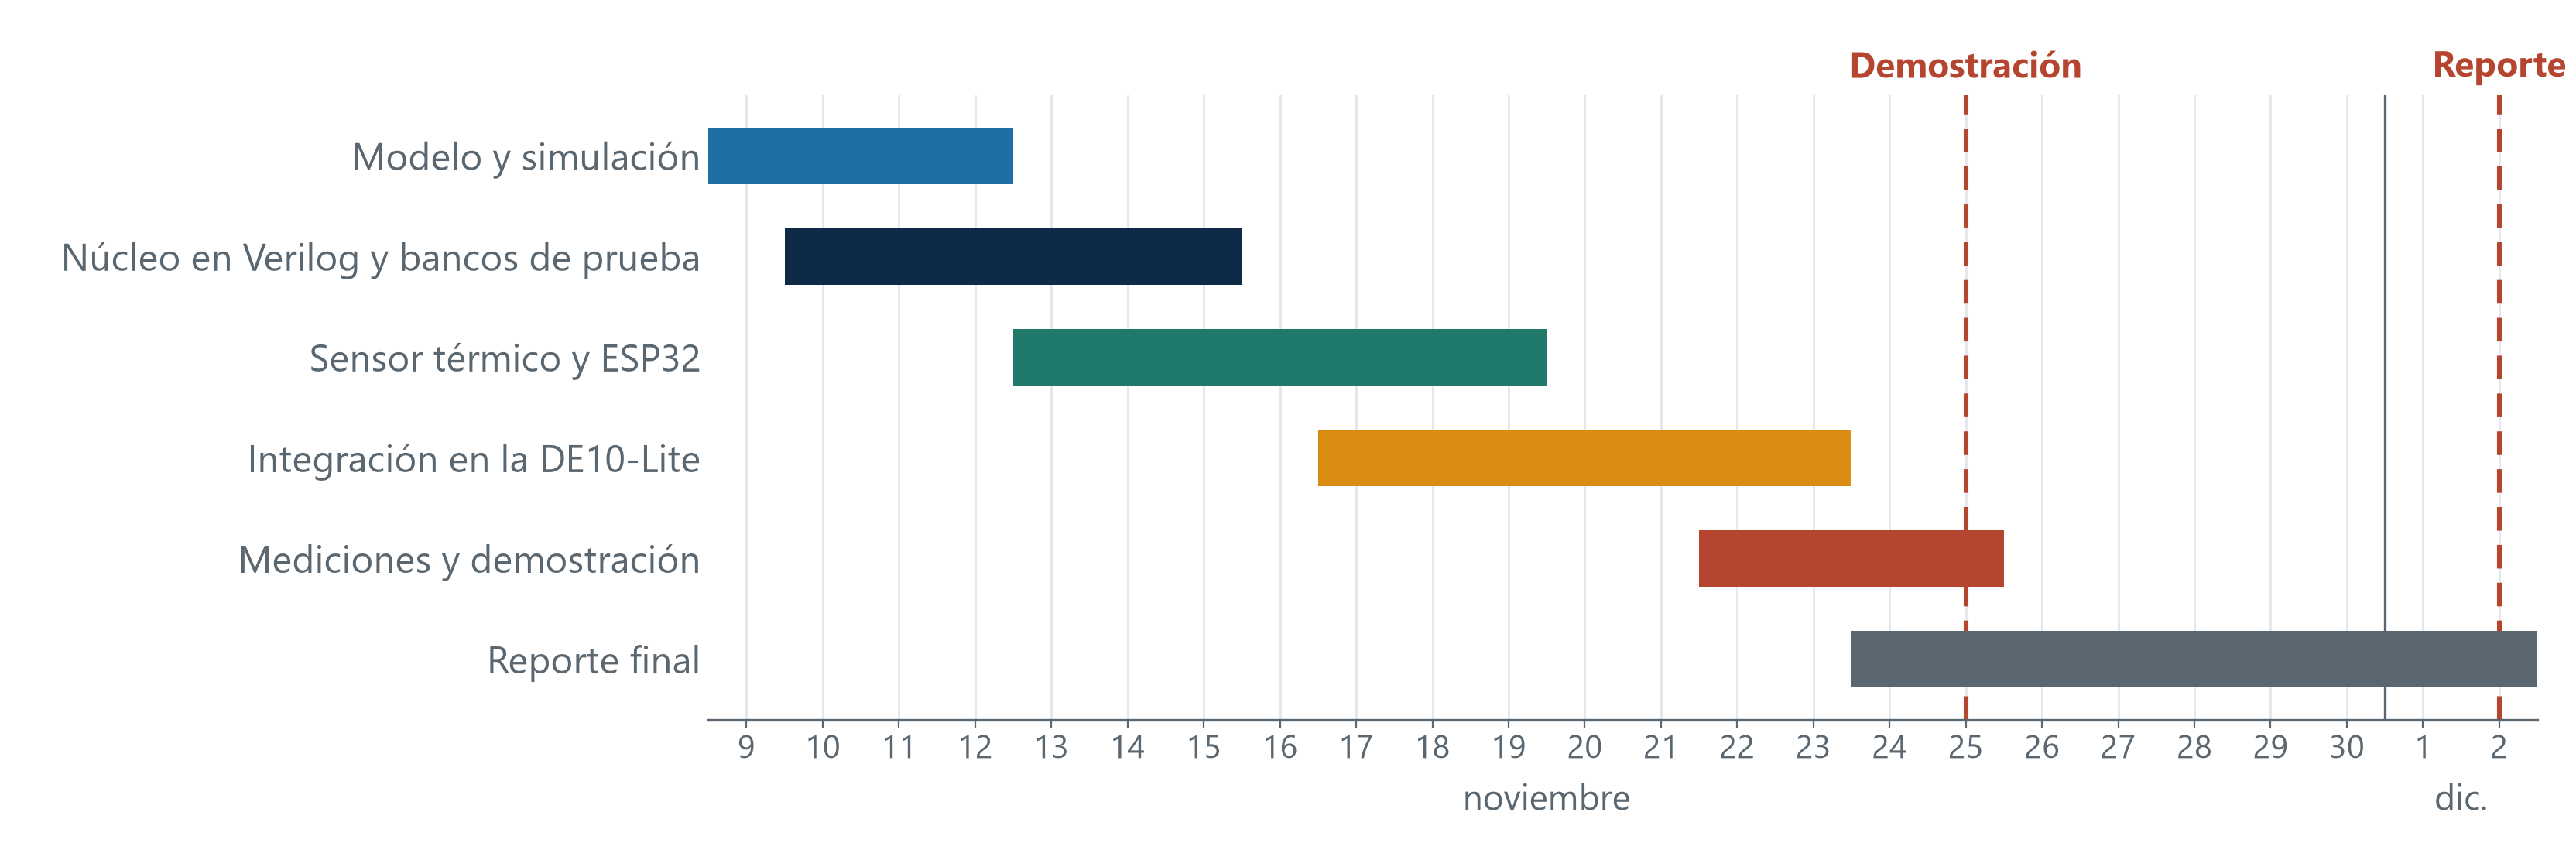 Demostración
Reporte
Modelo y simulación
Núcleo en Verilog y bancos de prueba
Sensor térmico y ESP32
Integración en la DE10-Lite
Mediciones y demostración
Reporte final
9 10 11 12 13 14 15 16 17 18 19 20 21 22 23 24 25 26 27 28 29 30 1 2
noviembre
dic.